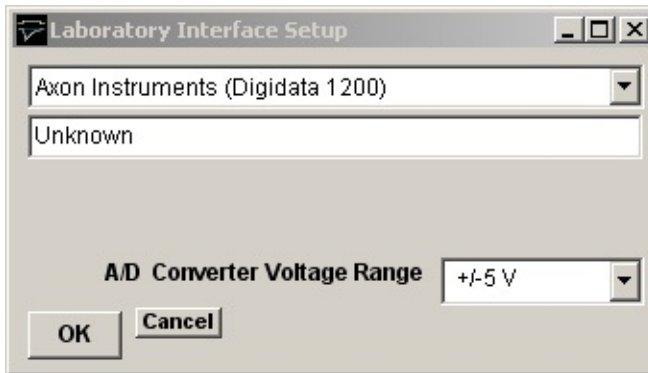 Laboratory Interface Setup
Axon Instruments (Digidata 1200)
Unknown
A/D Converter Voltage Range +/-5 V
OK Cancel